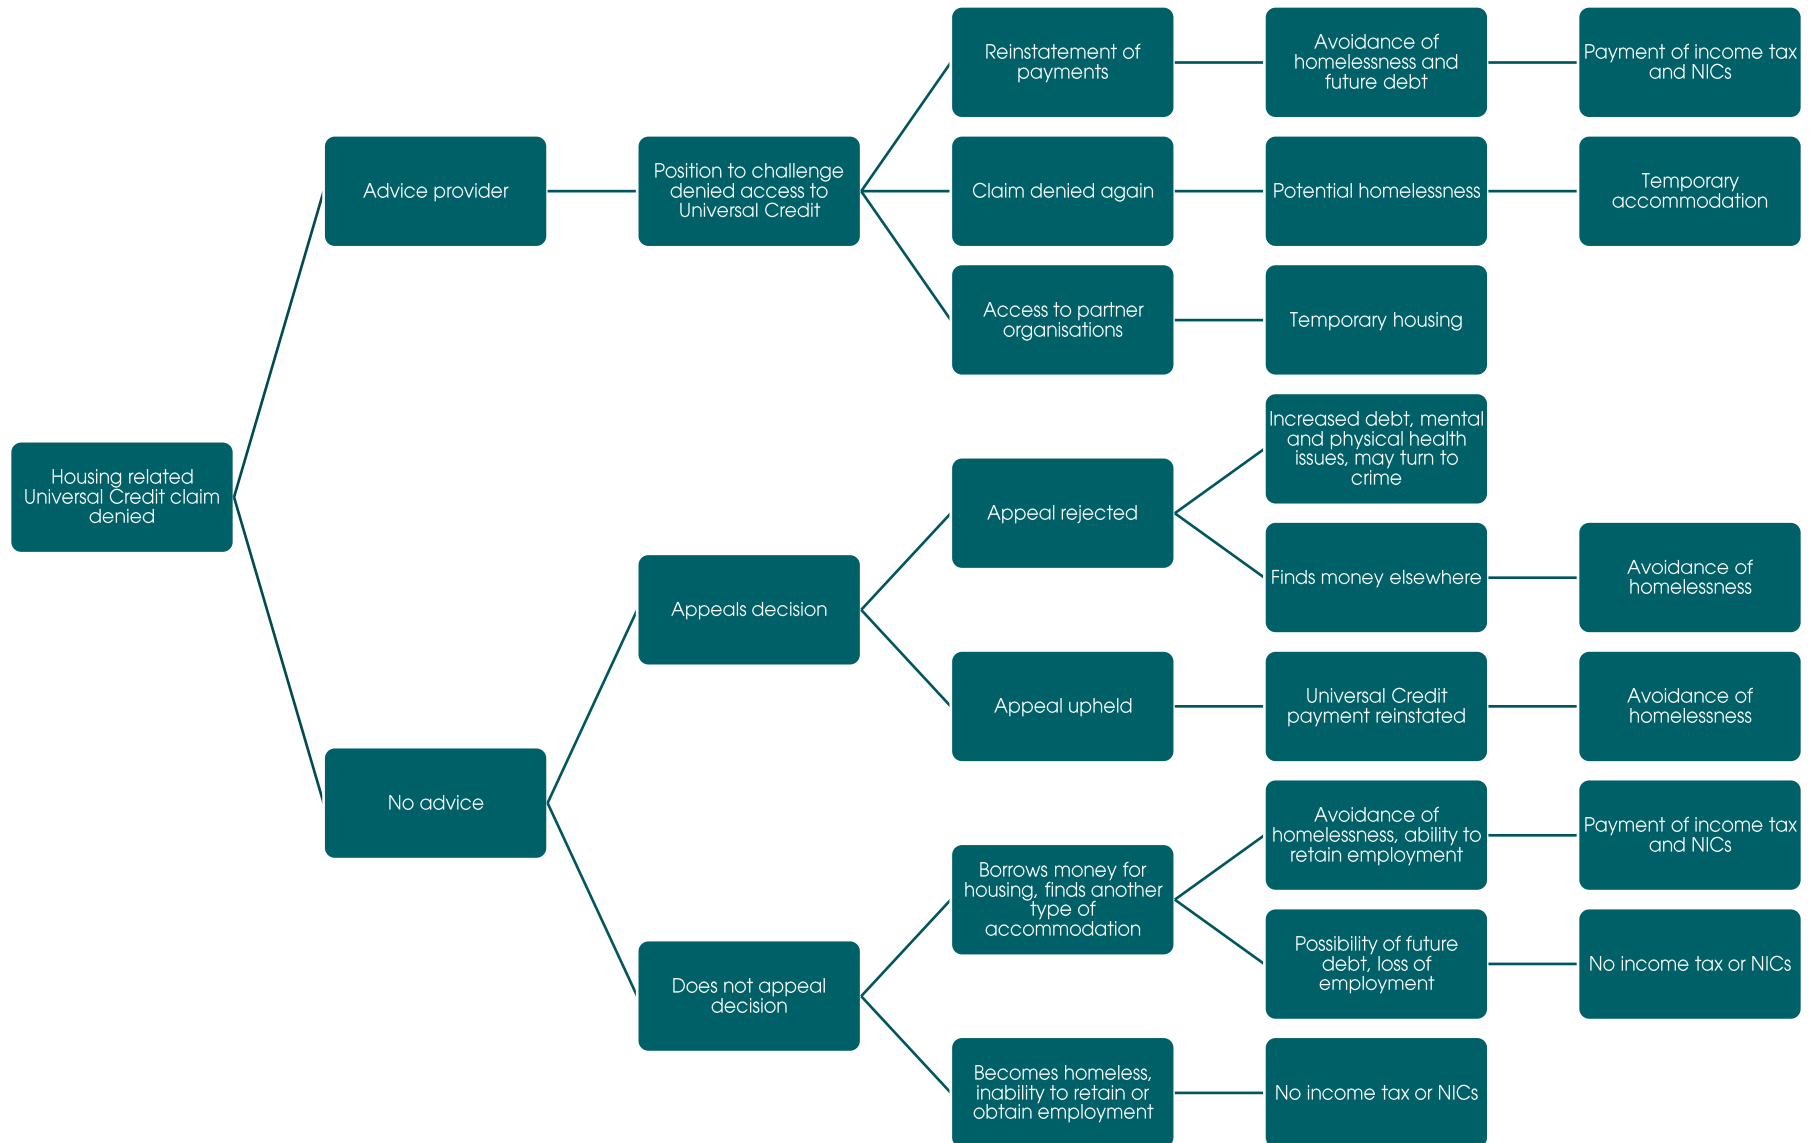 Reinstatement of
payments
Avoidance of
homelessness and
future debt
Payment of income tax
and NICs
Advice provider
Position to challenge
denied access to
Universal Credit
Claim denied again
Potential homelessness
Temporary
accommodation
Access to partner
organisations
Temporary housing
Housing related
Universal Credit claim
denied
Increased debt, mental
and physical health
issues, may turn to
crime
Appeal rejected
Finds money elsewhere
Avoidance of
homelessness
Appeals decision
Appeal upheld
Universal Credit
payment reinstated
Avoidance of
homelessness
No advice
Avoidance of
homelessness, ability to
retain employment
Payment of income tax
and NICs
Borrows money for
housing, finds another
type of
accommodation
Possibility of future
debt, loss of
employment
No income tax or NICs
Does not appeal
decision
Becomes homeless,
inability to retain or
obtain employment
No income tax or NICs